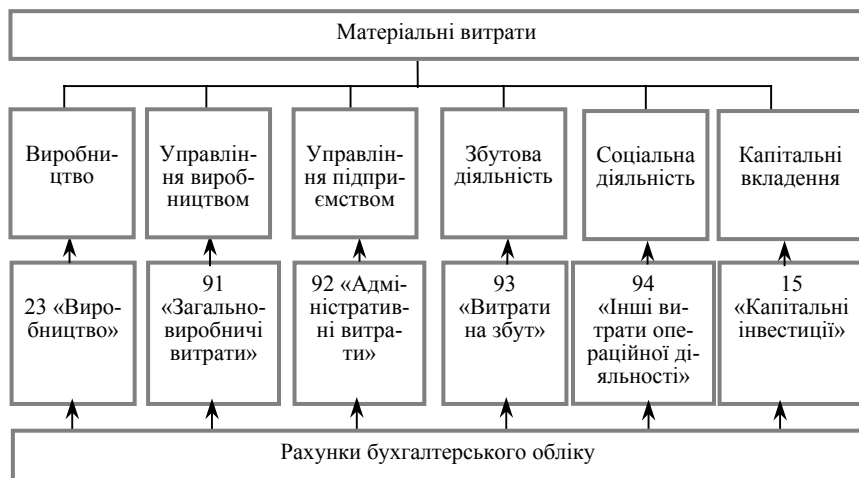 Матеріальні витрати
Виробни-
цтво
Управлін-
ня вироб-
ництвом
Управлін-
ня підпри-
ємством
Збутова
діяльність
Соціальна
діяльність
Капітальні
вкладення
23 «Виро-
бництво»
91
«Загально-
виробничі
витрати»
92 «Адмі-
ністратив-
ні витра-
ти»
93
«Витрати
на збут»
94
«Інші ви-
трати опе-
раційної ді-
яльності»
15
«Капітальні
інвестиції»
Рахунки бухгалтерського обліку